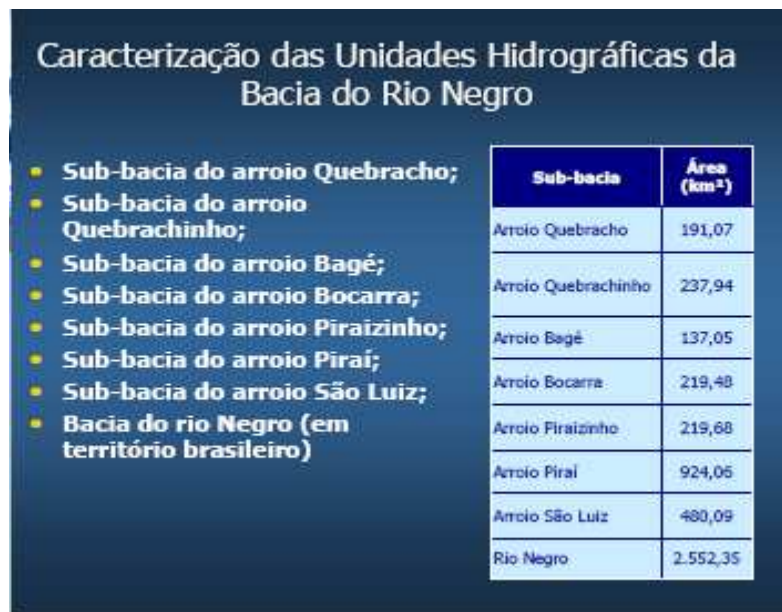 Caracterização das Unidades Hidrográficas da
Bacia do Rio Negro
Sub-bacia do arroio Quebracho;
Sub-bacia do arroio
Quebrachinho;
Sub-bacia do arroio Bagé;
Sub-bacia do arroio Bocarra;
Sub-bacia do arroio Piraizinho;
Sub-bacia do arroio Piraí;
Sub-bacia do arroio São Luiz;
Bacia do rio Negro (em
território brasileiro)
Sub-bacia Área
(km²)
Arroio Quebracho 191,07
Arroio Quebrachinho 237,94
Arroio Bagé 137,05
Arroio Bocarra 219,48
Arroio Piraizinho 219,68
Arroio Piraí 924,06
Arroio São Luiz 480,09
Rio Negro 2.552,35